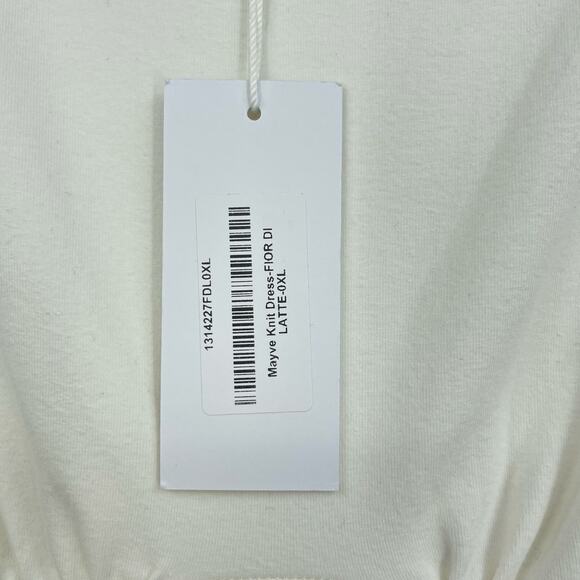 1314227FDL0XL
Mayve Knit Dress-FIOR DI
LATTE-0XL